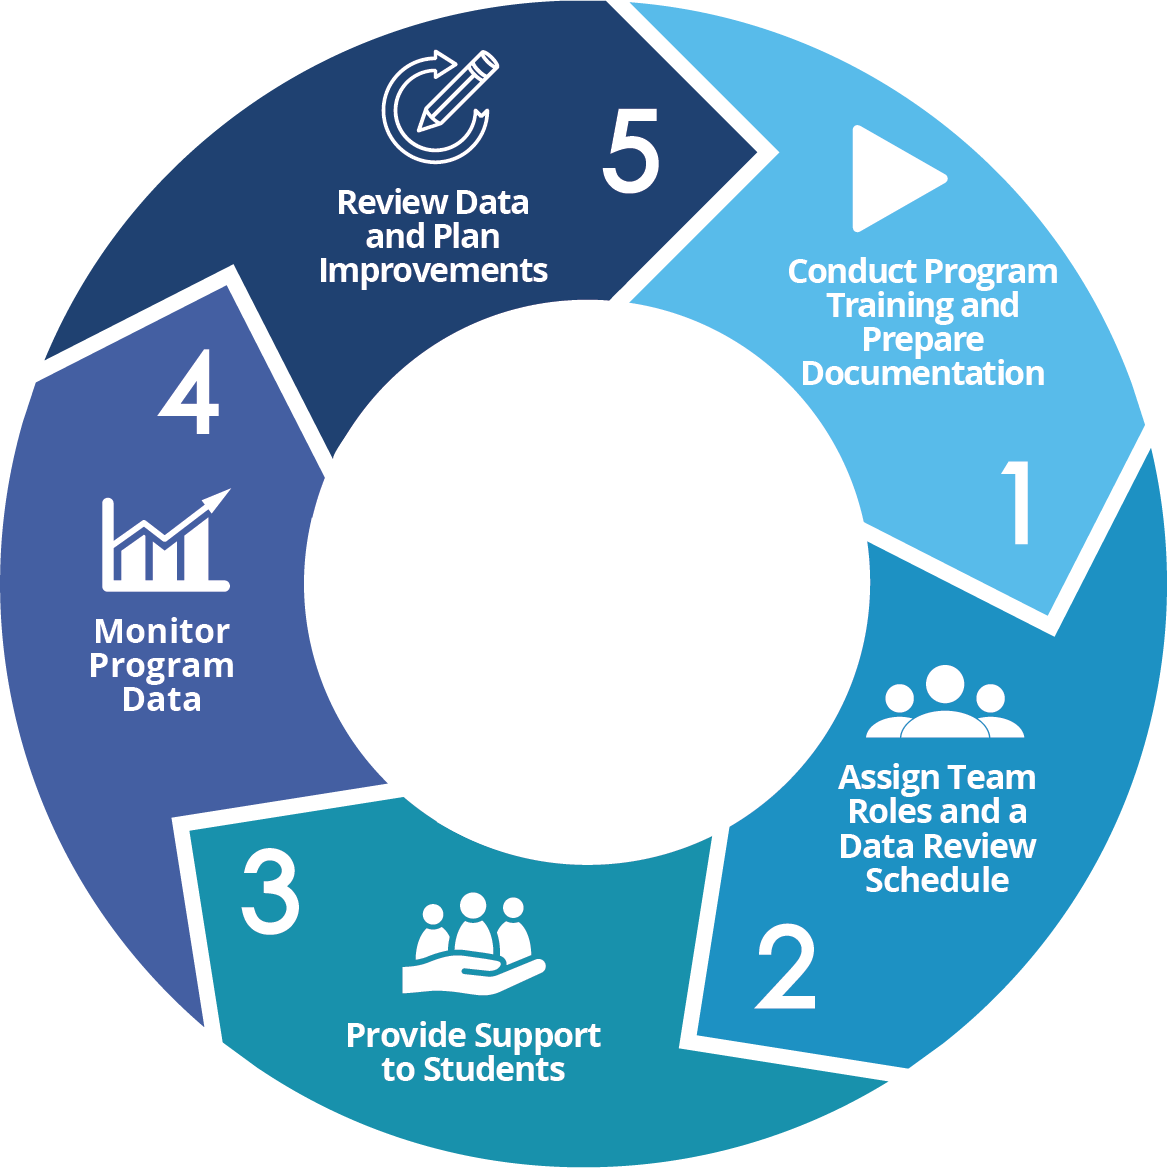 Conduct Program
Training and
Prepare
Documentation
1
Assign Team
Roles and a
Data Review
Schedule
2
3
Provide Support
to Students
4
Monitor
Program
Data
5
Review Data
and Plan
Improvements